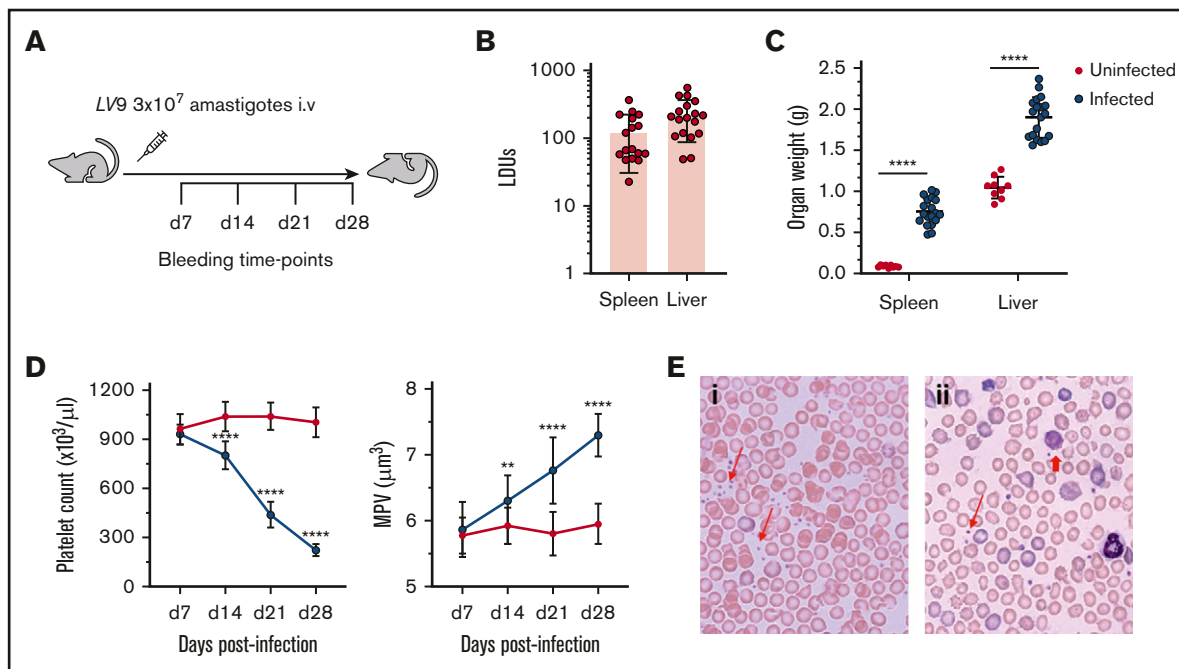 A
LV9 3x10⁷ amastigotes i.v
d7 d14 d21 d28
Bleeding time-points
B
LDUs
1000
100
10
1
Spleen Liver
C
Organ weight (g)
2.5
2.0
1.5
1.0
0.5
0.0
****
****
Spleen Liver
Uninfected
Infected
D
Platelet count (x10³/μl)
1200
900
600
300
0
****
****
****
d7 d14 d21 d28
Days post-infection
MPV (μm³)
8
7
6
5
**
****
****
d7 d14 d21 d28
Days post-infection
E
i
ii